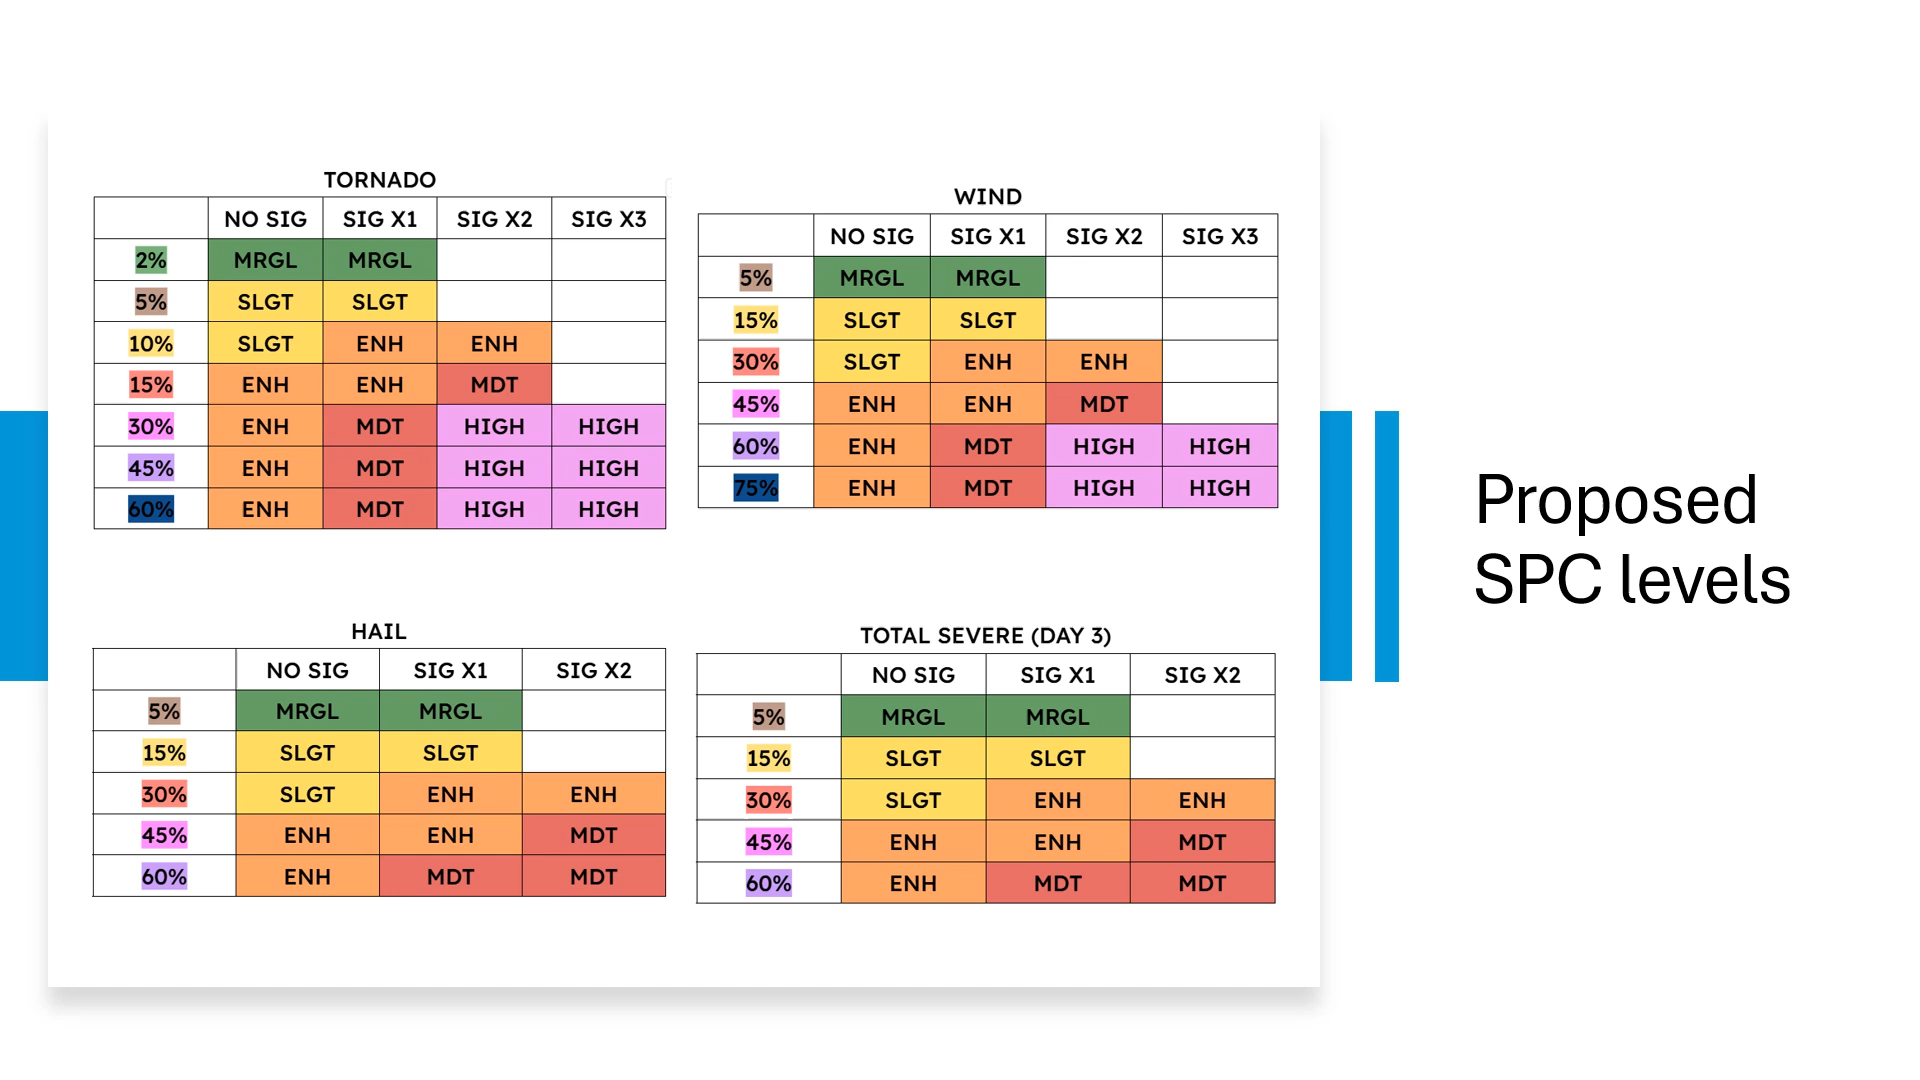 TORNADO
NO SIG SIG X1 SIG X2 SIG X3
2% MRGL MRGL
5% SLGT SLGT
10% SLGT ENH ENH
15% ENH ENH MDT
30% ENH MDT HIGH HIGH
45% ENH MDT HIGH HIGH
60% ENH MDT HIGH HIGH
WIND
NO SIG SIG X1 SIG X2 SIG X3
5% MRGL MRGL
15% SLGT SLGT
30% SLGT ENH ENH
45% ENH ENH MDT
60% ENH MDT HIGH HIGH
75% ENH MDT HIGH HIGH
HAIL
NO SIG SIG X1 SIG X2
5% MRGL MRGL
15% SLGT SLGT
30% SLGT ENH ENH
45% ENH ENH MDT
60% ENH MDT MDT
TOTAL SEVERE (DAY 3)
NO SIG SIG X1 SIG X2
5% MRGL MRGL
15% SLGT SLGT
30% SLGT ENH ENH
45% ENH ENH MDT
60% ENH MDT MDT
Proposed
SPC levels